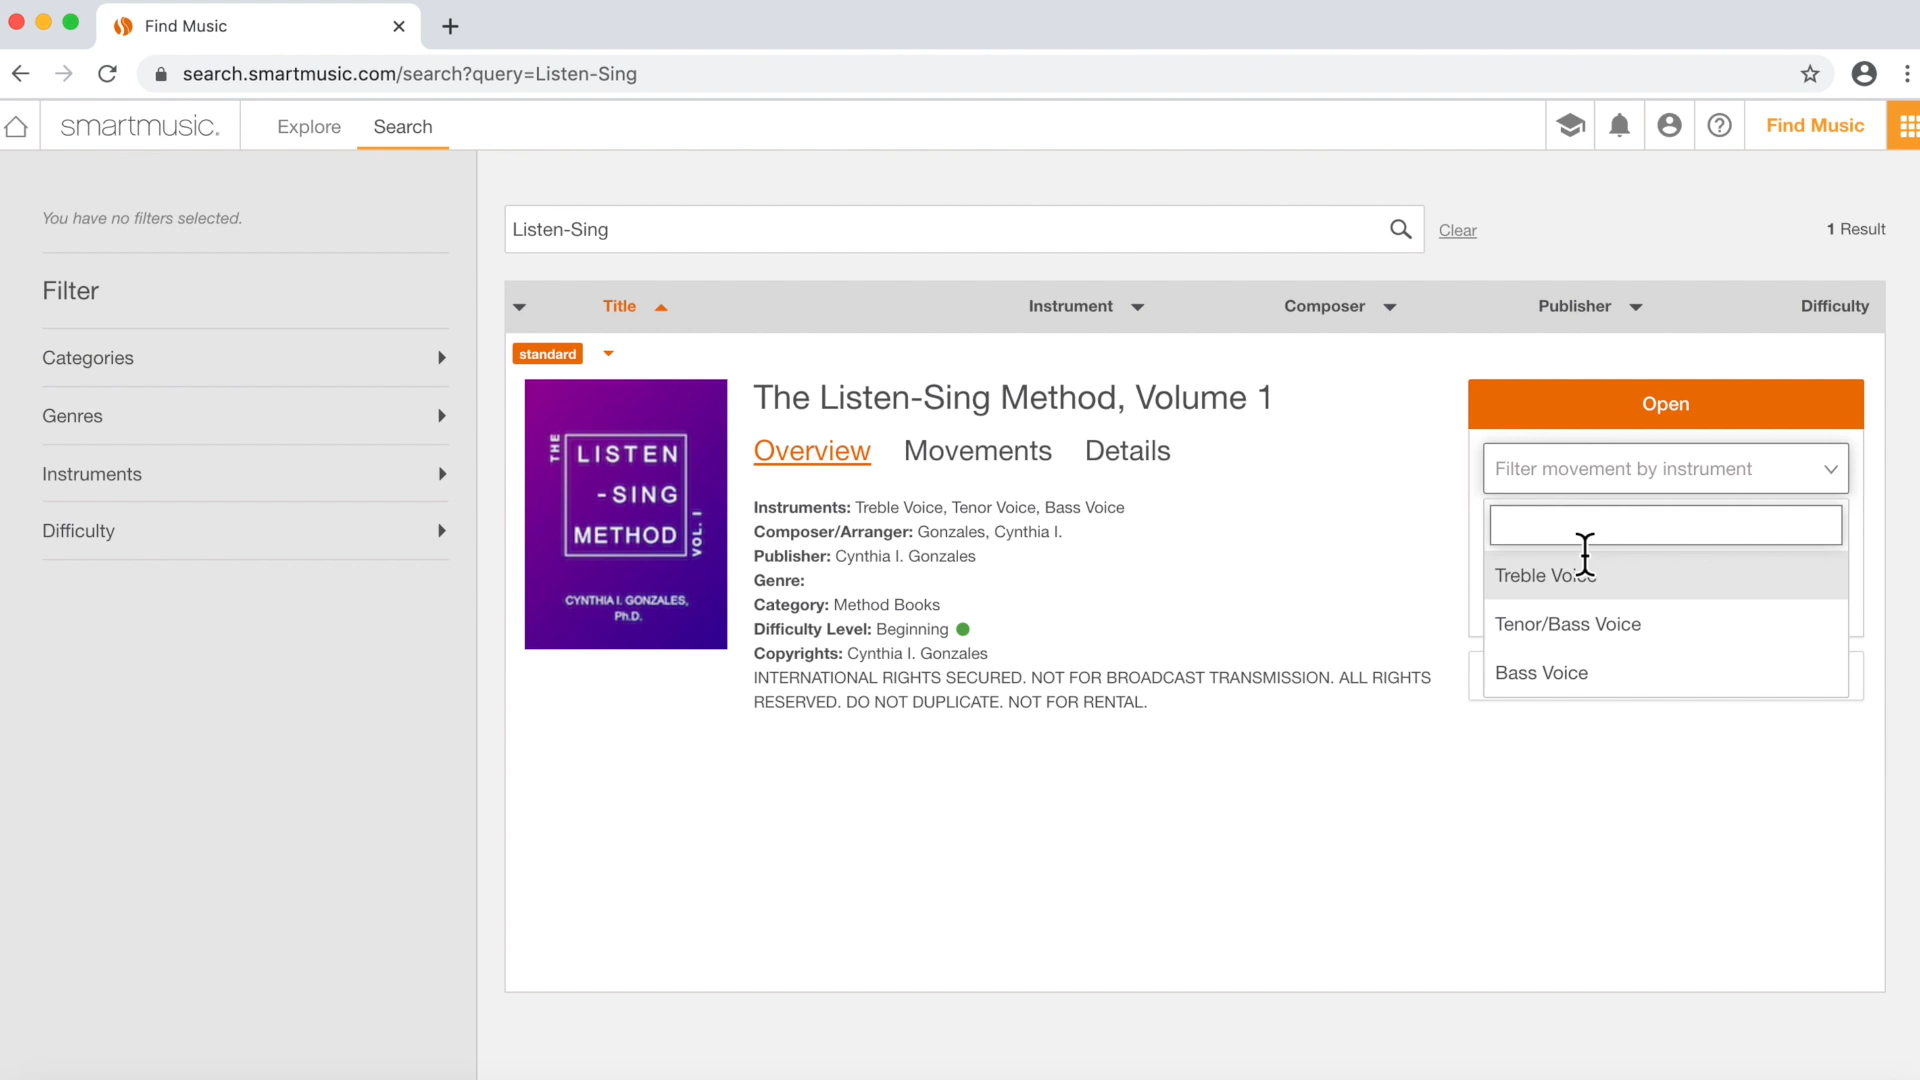 Find Music
search.smartmusic.com/search?query=Listen-Sing
smartmusic.
Explore
Search
Find Music
You have no filters selected.
Filter
Categories
Genres
Instruments
Difficulty
Listen-Sing
Clear
1 Result
Title
Instrument
Composer
Publisher
Difficulty
standard
THE
LISTEN
-SING
METHOD
VOL. I
CYNTHIA I. GONZALES,
Ph.D.
The Listen-Sing Method, Volume 1
Overview
Movements
Details
Instruments: Treble Voice, Tenor Voice, Bass Voice
Composer/Arranger: Gonzales, Cynthia I.
Publisher: Cynthia I. Gonzales
Genre:
Category: Method Books
Difficulty Level: Beginning
Copyrights: Cynthia I. Gonzales
INTERNATIONAL RIGHTS SECURED. NOT FOR BROADCAST TRANSMISSION. ALL RIGHTS
RESERVED. DO NOT DUPLICATE. NOT FOR RENTAL.
Open
Filter movement by instrument
Treble Voice
Tenor/Bass Voice
Bass Voice